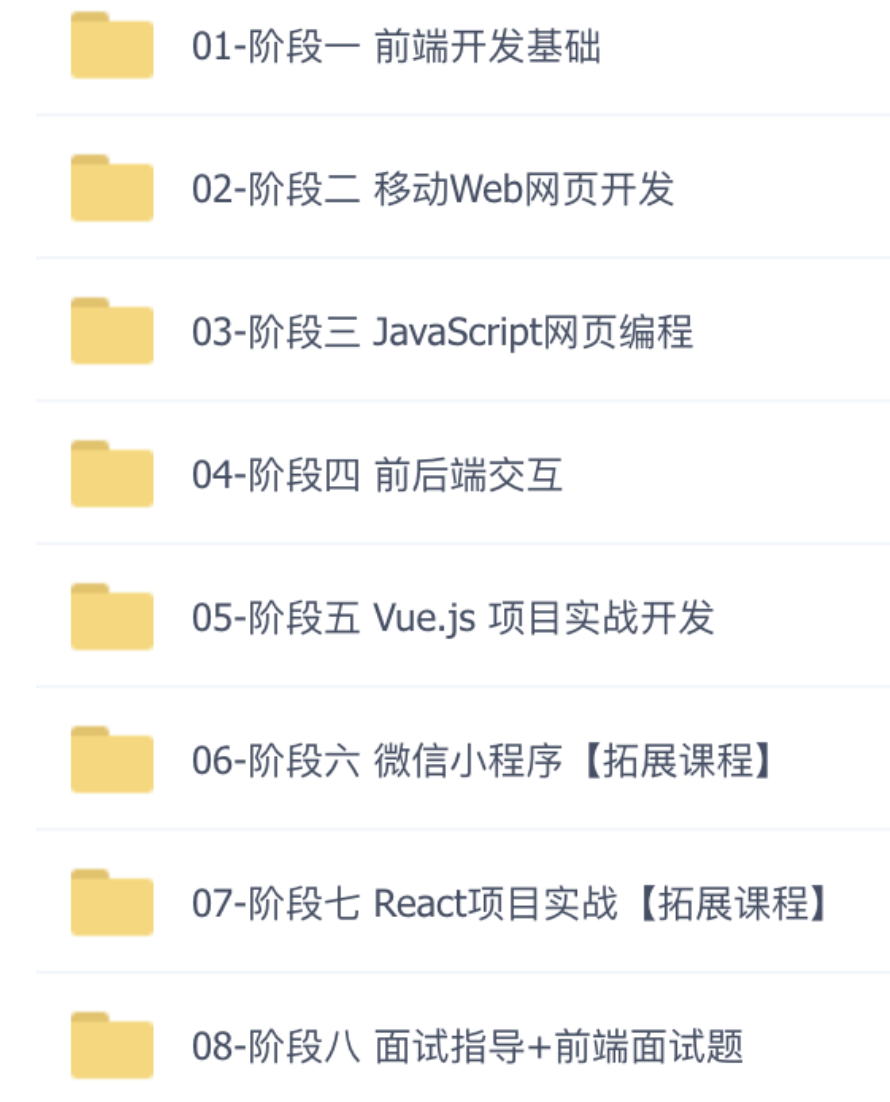 01-阶段一 前端开发基础
02-阶段二 移动Web网页开发
03-阶段三 JavaScript网页编程
04-阶段四 前后端交互
05-阶段五 Vue.js 项目实战开发
06-阶段六 微信小程序【拓展课程】
07-阶段七 React项目实战【拓展课程】
08-阶段八 面试指导+前端面试题